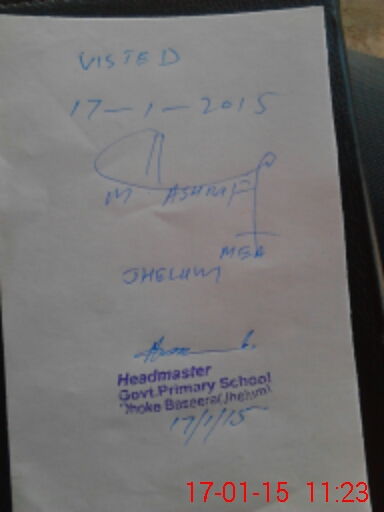 VISTED
17-1-2015
M ASHRAF
MEA
JHELUM
Headmaster
Govt.Primary School
Dhoke Baseera(Jhelum)
17/1/15
17-01-15 11:23